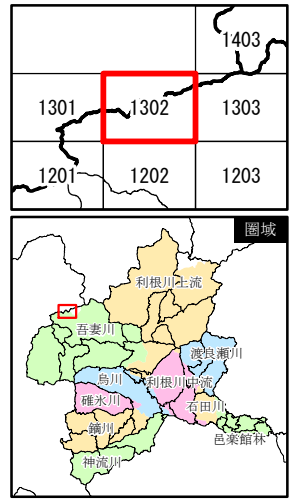 1403
1301
1302
1303
1201
1202
1203
圏域
利根川上流
吾妻川
渡良瀬川
烏川
利根川中流
碓氷川
石田川
鏑川
邑楽館林
神流川